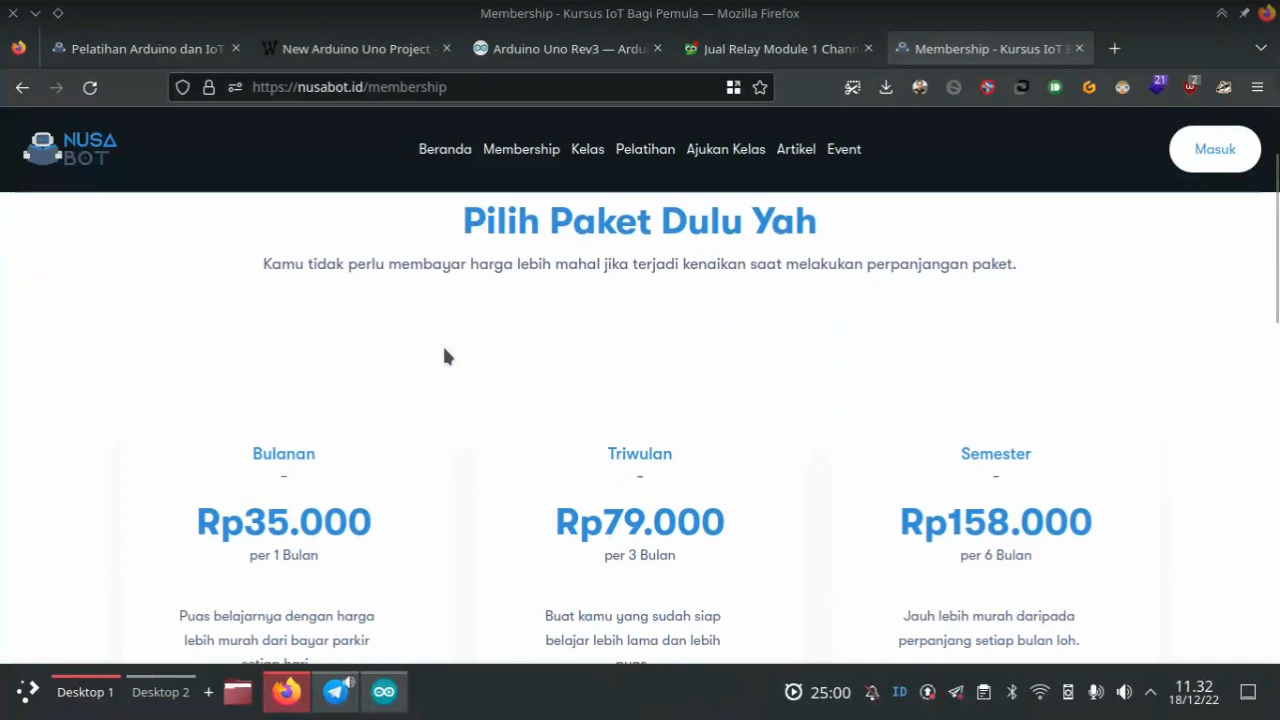 Membership - Kursus IoT Bagi Pemula — Mozilla Firefox
Pelatihan Arduino dan IoT
New Arduino Uno Project -
Arduino Uno Rev3 — Ardu
Jual Relay Module 1 Chann
Membership - Kursus IoT B
https://nusabot.id/membership
21
2
NUSA
BOT
Beranda Membership Kelas Pelatihan Ajukan Kelas Artikel Event
Masuk
Pilih Paket Dulu Yah
Kamu tidak perlu membayar harga lebih mahal jika terjadi kenaikan saat melakukan perpanjangan paket.
Bulanan
-
Rp35.000
per 1 Bulan
Puas belajarnya dengan harga
lebih murah dari bayar parkir
setiap hari
Triwulan
-
Rp79.000
per 3 Bulan
Buat kamu yang sudah siap
belajar lebih lama dan lebih
puas
Semester
-
Rp158.000
per 6 Bulan
Jauh lebih murah daripada
perpanjang setiap bulan loh.
Desktop 1
Desktop 2
25:00
ID
11.32
18/12/22